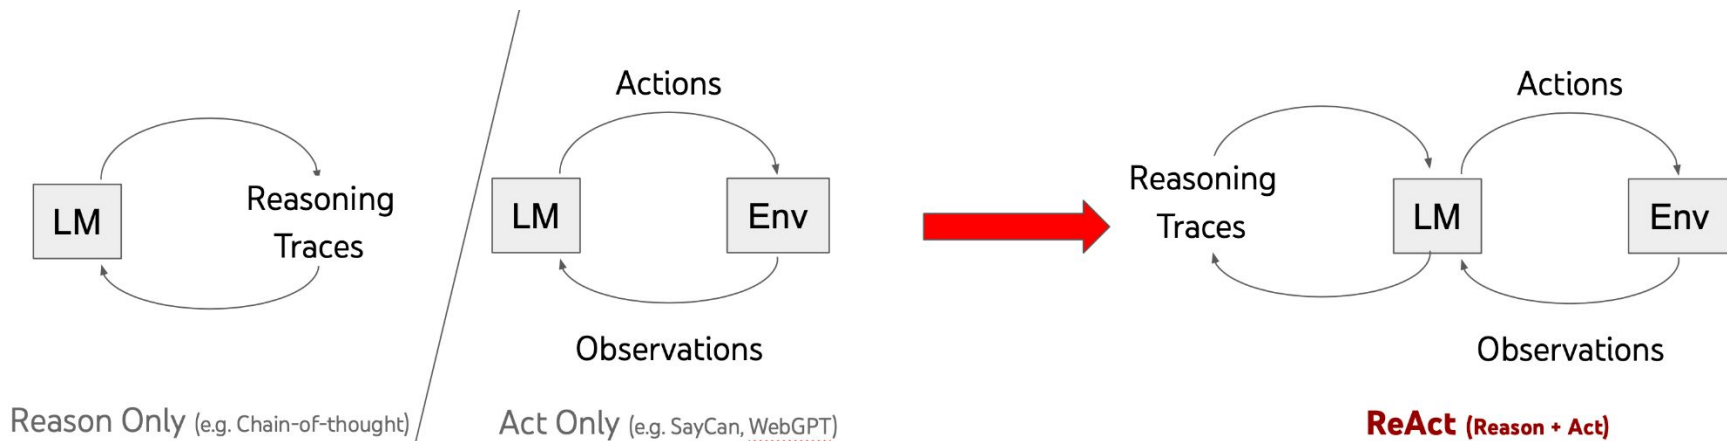 LM
Reasoning
Traces
Reason Only (e.g. Chain-of-thought)
Actions
LM
Env
Observations
Act Only (e.g. SayCan, WebGPT)
Reasoning
Traces
LM
Actions
Env
Observations
ReAct (Reason + Act)